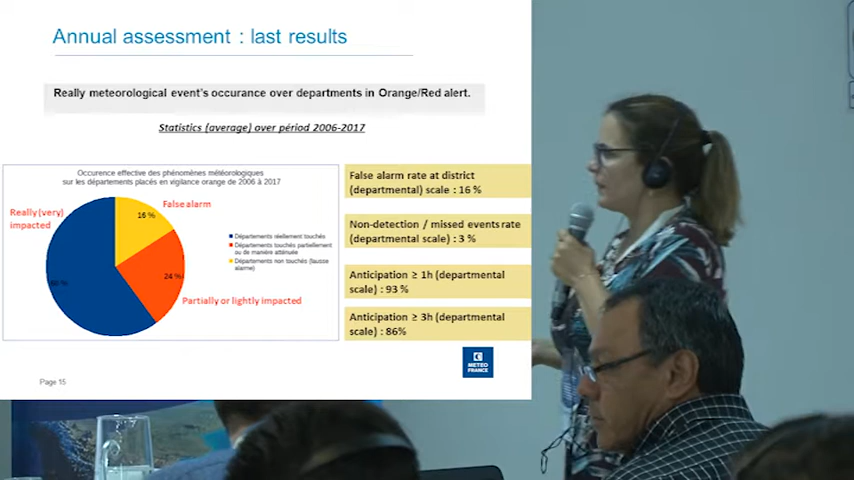 Annual assessment : last results
Really meteorological event's occurance over departments in Orange/Red alert.
Statistics (average) over période 2006-2017
Occurence effective des phénomènes météorologiques
sur les départements placés en vigilance orange de 2006 à 2017
Really(very)
impacted
False alarm
16 %
24 %
Partially or lightly impacted
Départements réellement touchés
Départements touchés partiellement
ou de manière atténuée
Départements non touchés (fausse
alarme)
False alarm rate at district
(departmental) scale : 16 %
Non-detection / missed events rate
(departmental scale) : 3 %
Anticipation ≥ 1h (departmental
scale) : 93 %
Anticipation ≥ 3h (departmental
scale) : 86%
METEO
FRANCE
Page 15